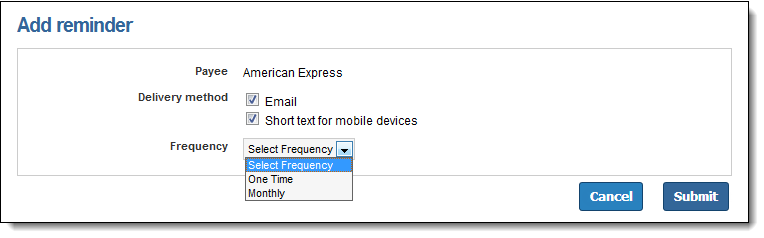 Add reminder
Payee American Express
Delivery method Email
Short text for mobile devices
Frequency Select Frequency
Select Frequency
One Time
Monthly
Cancel Submit